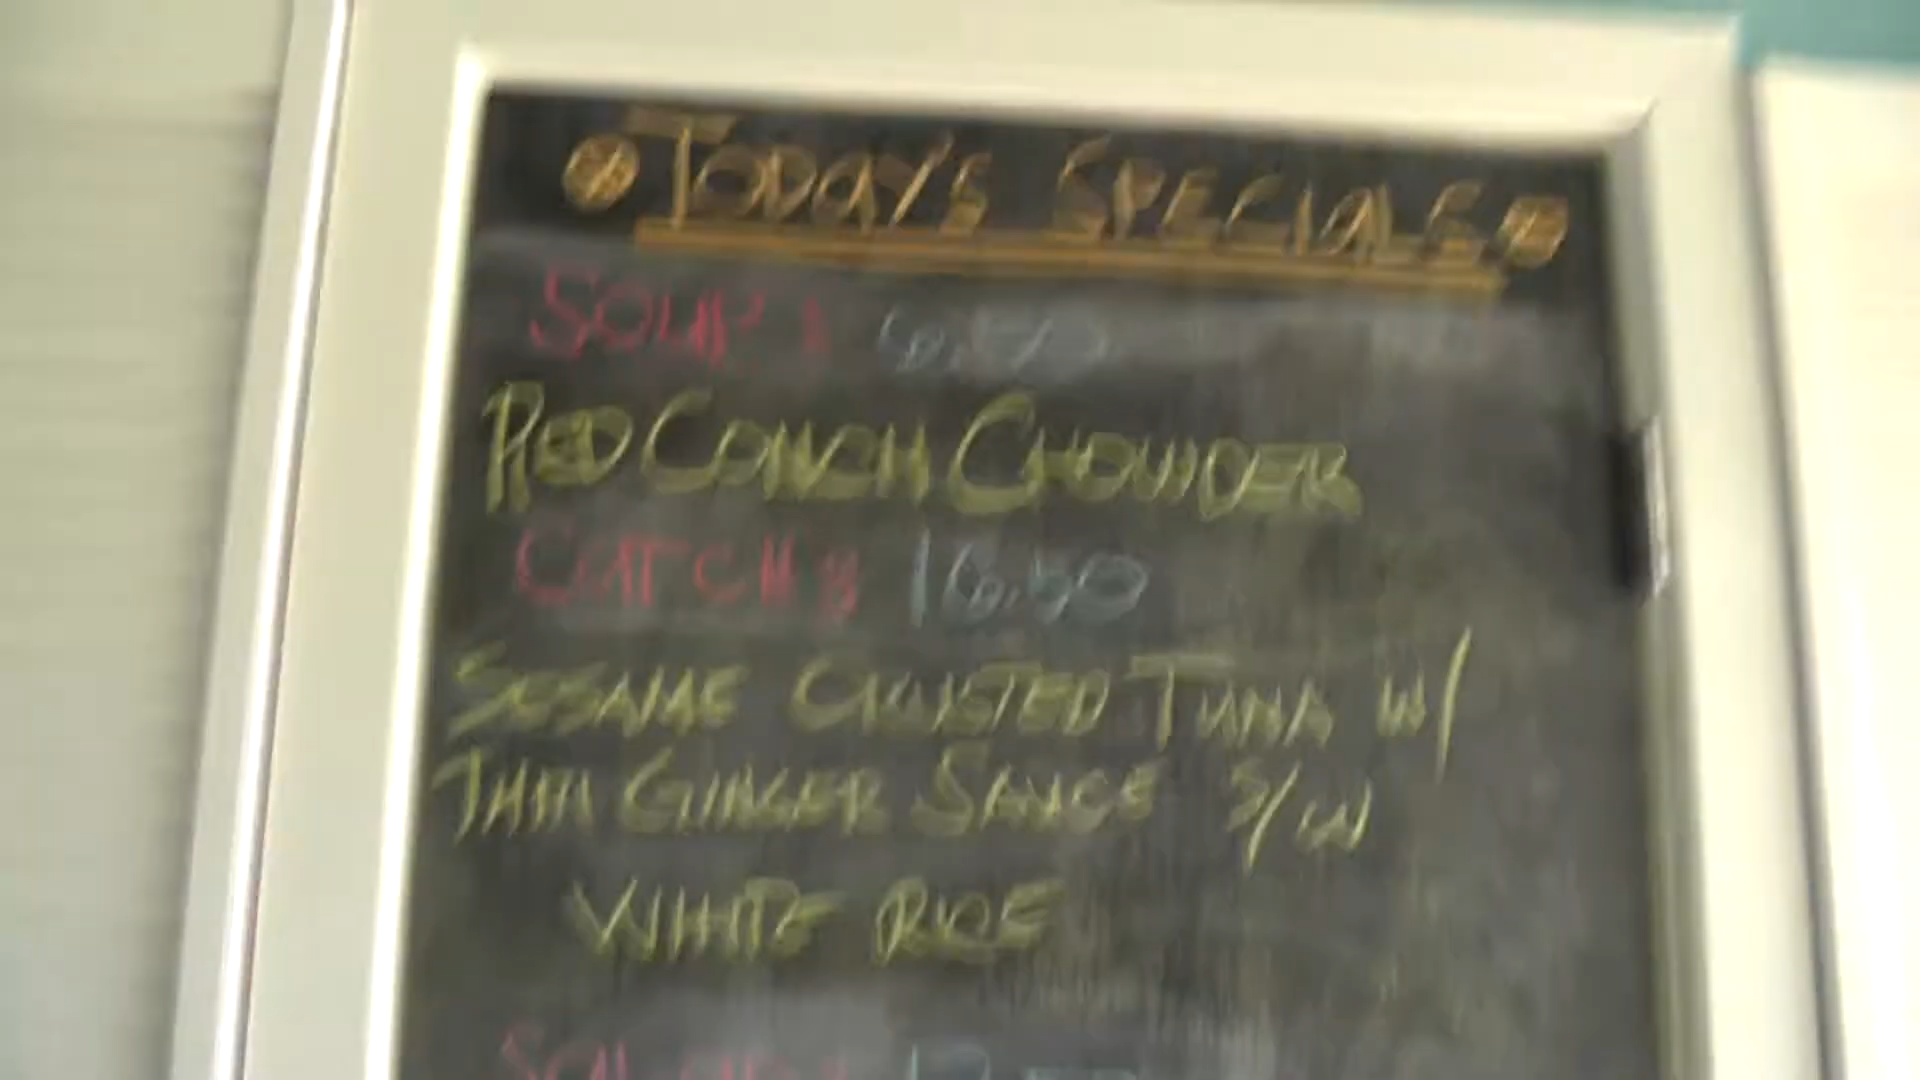 TODAY'S SPECIALS
SOUP:
RED CONCH CHOWDER
CATCH: 16.50
SESAME CRUSTED TUNA W/
THAI GINGER SAUCE S/W
WHITE RICE